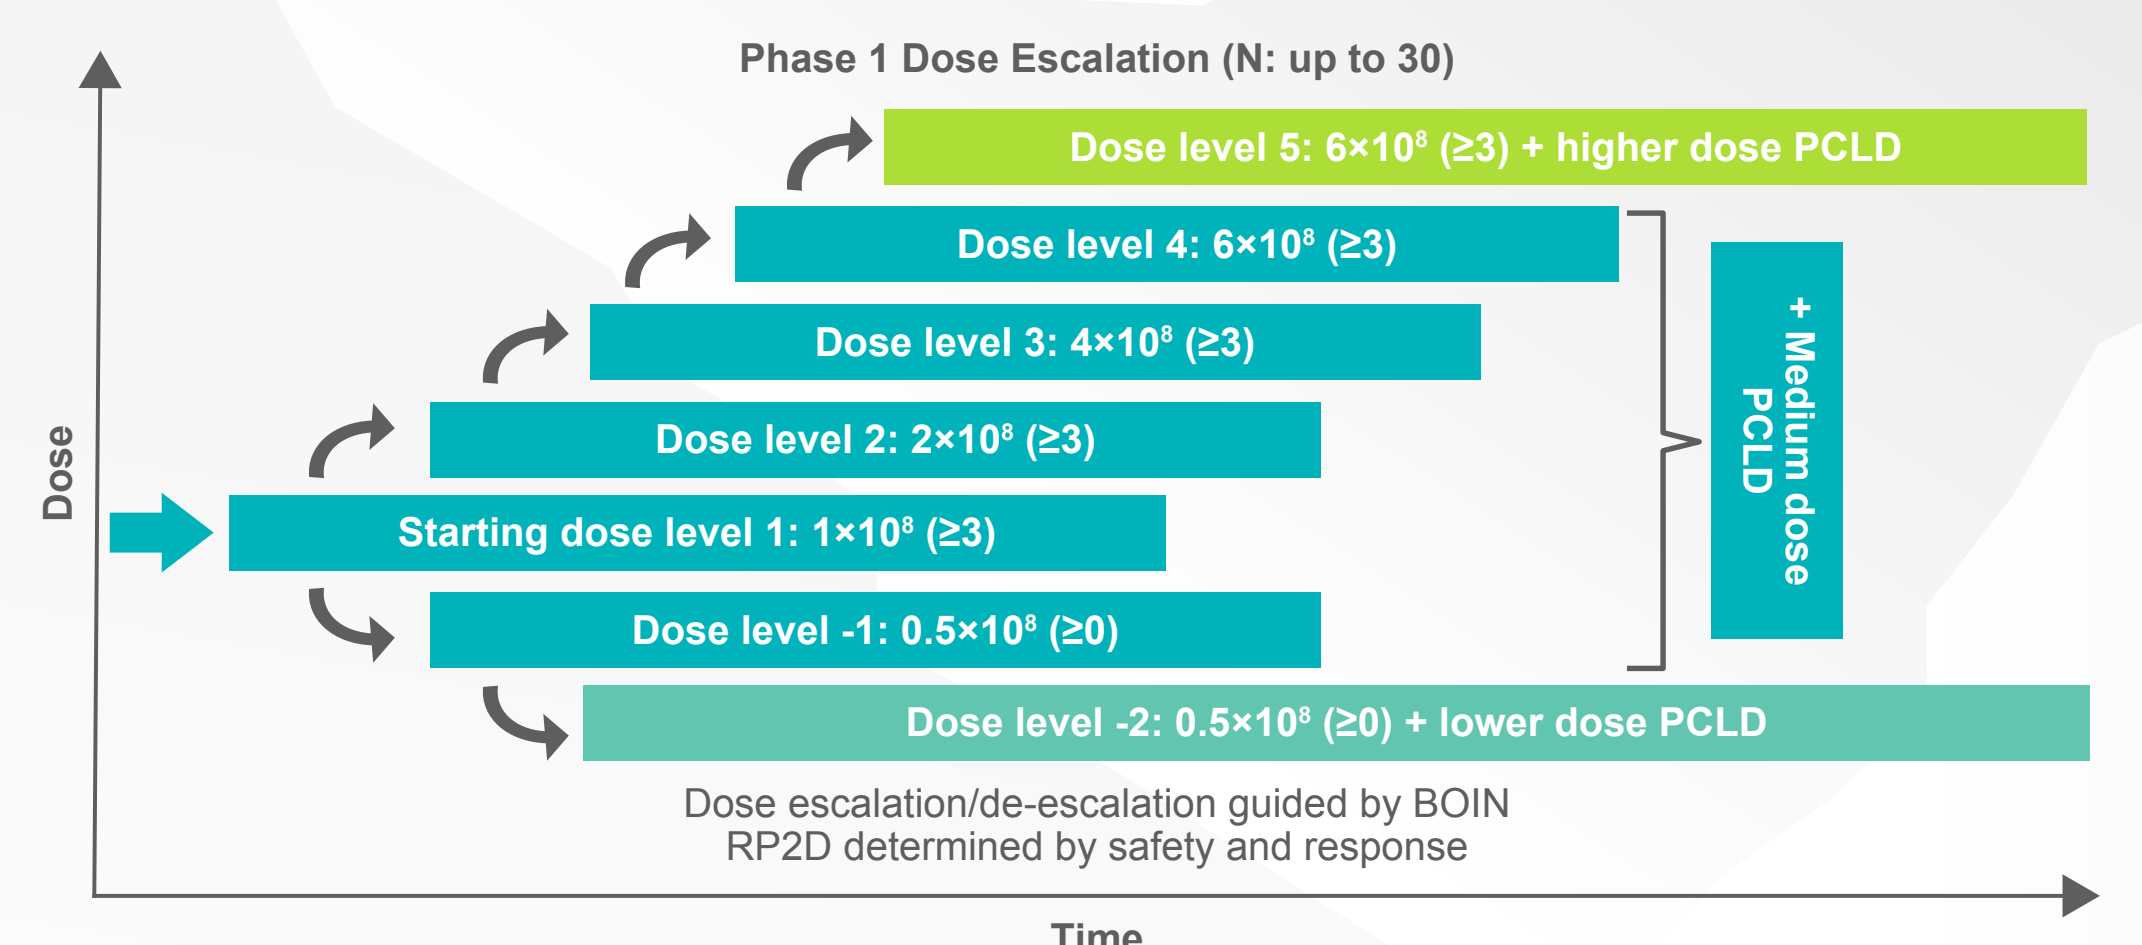 Phase 1 Dose Escalation (N: up to 30)
Dose level 5: 6×10⁸ (≥3) + higher dose PCLD
Dose level 4: 6×10⁸ (≥3)
Dose level 3: 4×10⁸ (≥3)
Dose level 2: 2×10⁸ (≥3)
Starting dose level 1: 1×10⁸ (≥3)
Dose level -1: 0.5×10⁸ (≥0)
Dose level -2: 0.5×10⁸ (≥0) + lower dose PCLD
+ Medium dose
PCLD
Dose
Dose escalation/de-escalation guided by BOIN
RP2D determined by safety and response
Time